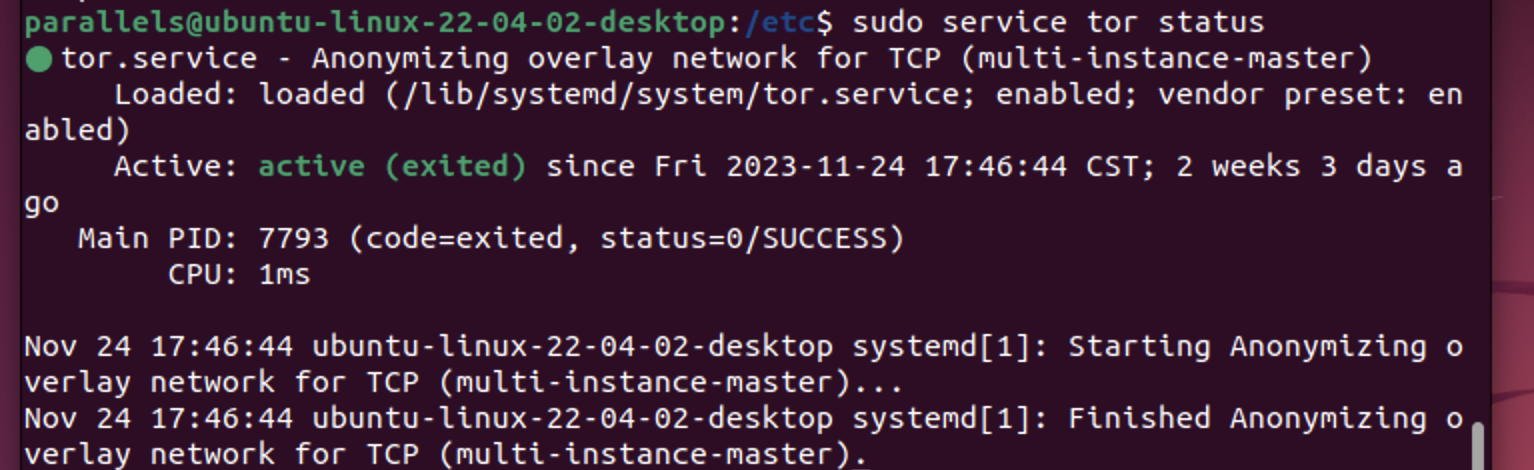 parallels@ubuntu-linux-22-04-02-desktop:/etc$ sudo service tor status
tor.service - Anonymizing overlay network for TCP (multi-instance-master)
Loaded: loaded (/lib/systemd/system/tor.service; enabled; vendor preset: en
abled)
Active: active (exited) since Fri 2023-11-24 17:46:44 CST; 2 weeks 3 days a
go
Main PID: 7793 (code=exited, status=0/SUCCESS)
CPU: 1ms
Nov 24 17:46:44 ubuntu-linux-22-04-02-desktop systemd[1]: Starting Anonymizing o
verlay network for TCP (multi-instance-master)...
Nov 24 17:46:44 ubuntu-linux-22-04-02-desktop systemd[1]: Finished Anonymizing o
verlay network for TCP (multi-instance-master).